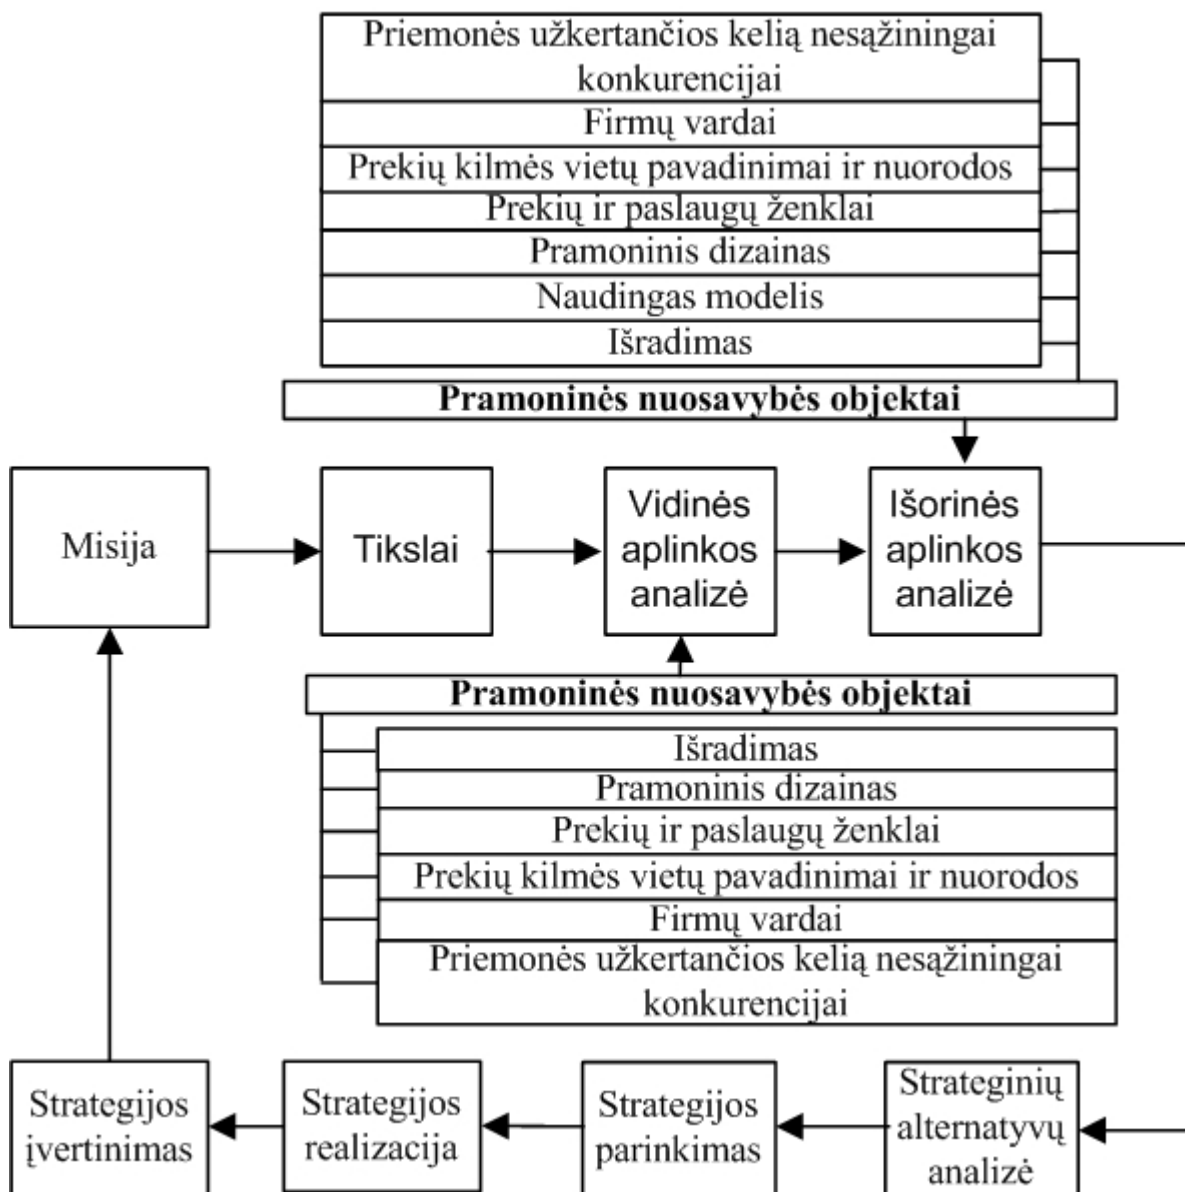 Priemonės užkertančios kelią nesąžiningai
konkurencijai
Firmų vardai
Prekių kilmės vietų pavadinimai ir nuorodos
Prekių ir paslaugų ženklai
Pramoninis dizainas
Naudingas modelis
Išradimas
Pramoninės nuosavybės objektai
Misija
Tikslai
Vidinės
aplinkos
analizė
Išorinės
aplinkos
analizė
Pramoninės nuosavybės objektai
Išradimas
Pramoninis dizainas
Prekių ir paslaugų ženklai
Prekių kilmės vietų pavadinimai ir nuorodos
Firmų vardai
Priemonės užkertančios kelią nesąžiningai
konkurencijai
Strategijos
įvertinimas
Strategijos
realizacija
Strategijos
parinkimas
Strateginių
alternatyvų
analizė